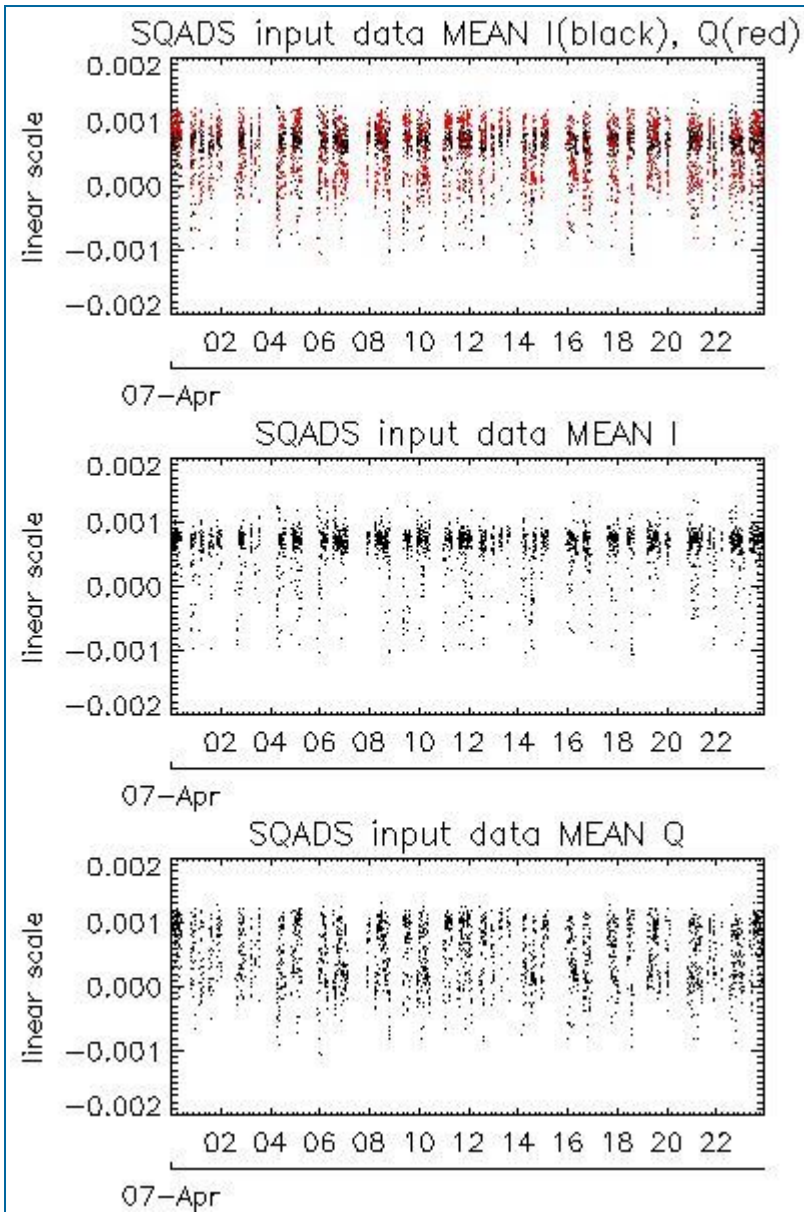 SQADS input data MEAN I(black), Q(red)
0.002
0.001
0.000
-0.001
-0.002
linear scale
02 04 06 08 10 12 14 16 18 20 22
07-Apr
SQADS input data MEAN I
0.002
0.001
0.000
-0.001
-0.002
linear scale
02 04 06 08 10 12 14 16 18 20 22
07-Apr
SQADS input data MEAN Q
0.002
0.001
0.000
-0.001
-0.002
linear scale
02 04 06 08 10 12 14 16 18 20 22
07-Apr